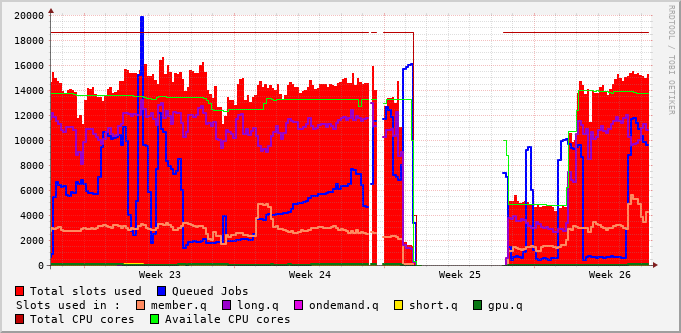 20000
18000
16000
14000
12000
10000
8000
6000
4000
2000
0
Week 23 Week 24 Week 25 Week 26
RRDTOOL / TOBI OETIKER
Total slots used Queued Jobs
Slots used in : member.q long.q ondemand.q short.q gpu.q
Total CPU cores Availale CPU cores